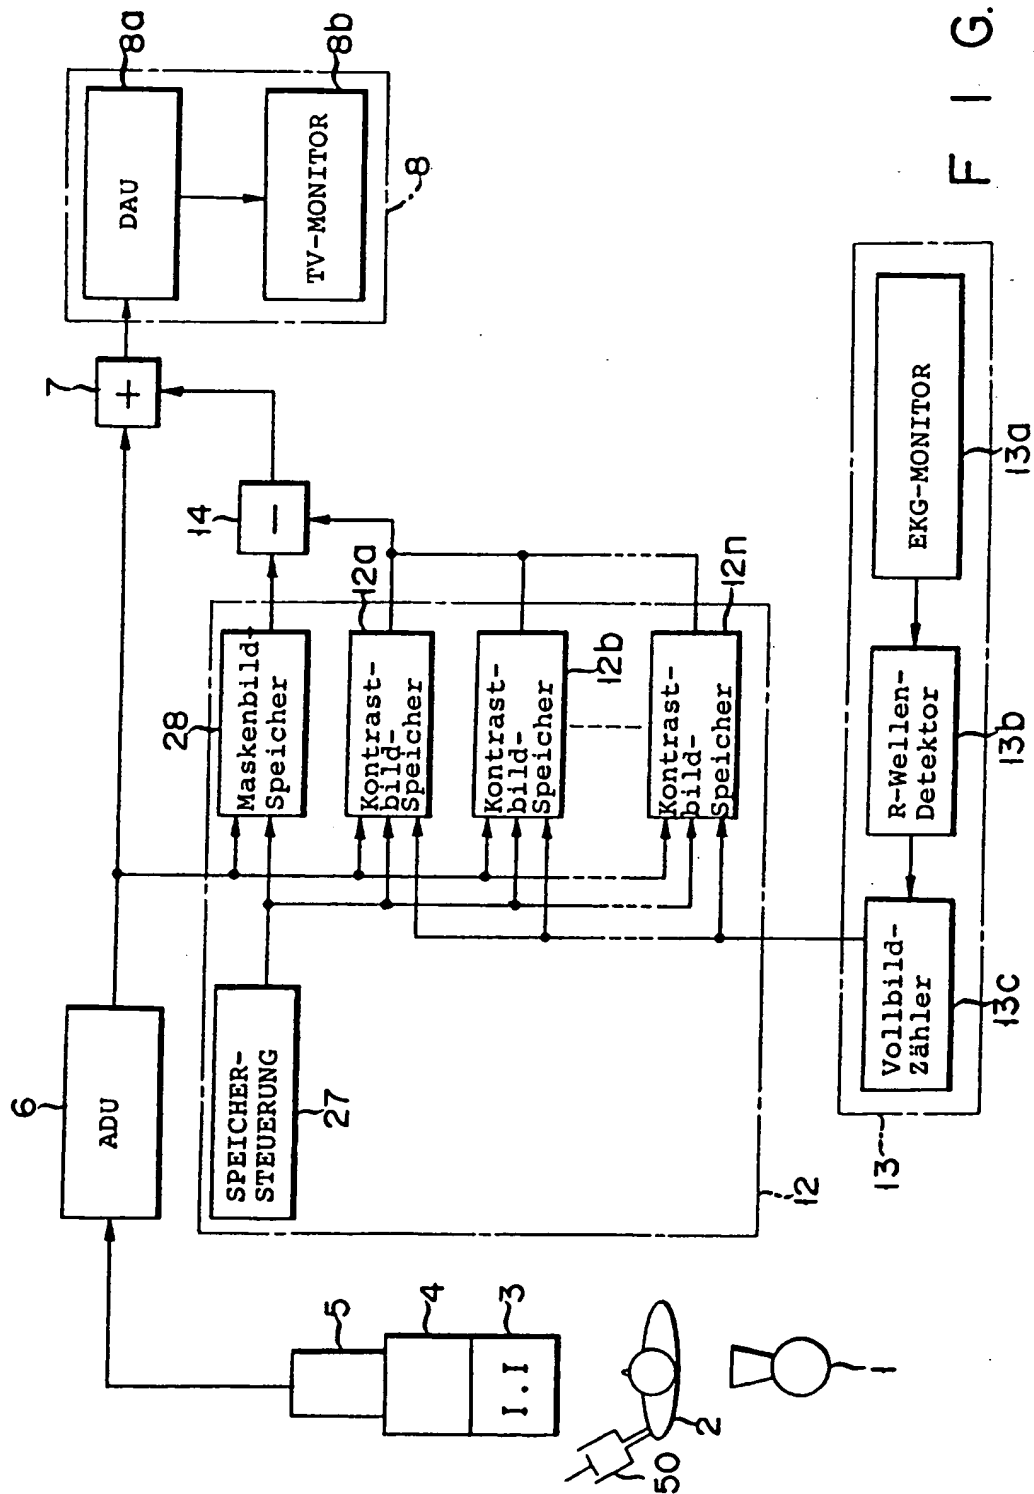 6
ADU
7
+
8a
DAU
8b
TV-MONITOR
8
14
−
SPEICHER-
STEUERUNG
27
28
Maskenbild-
Speicher
12a
Kontrast-
bild-
Speicher
12b
Kontrast-
bild-
Speicher
12n
Kontrast-
bild-
Speicher
12
5
4
3
I.I
2
50
1
13
13c
Vollbild-
Zähler
13b
R-Wellen-
Detektor
13a
EKG-MONITOR
F I G.